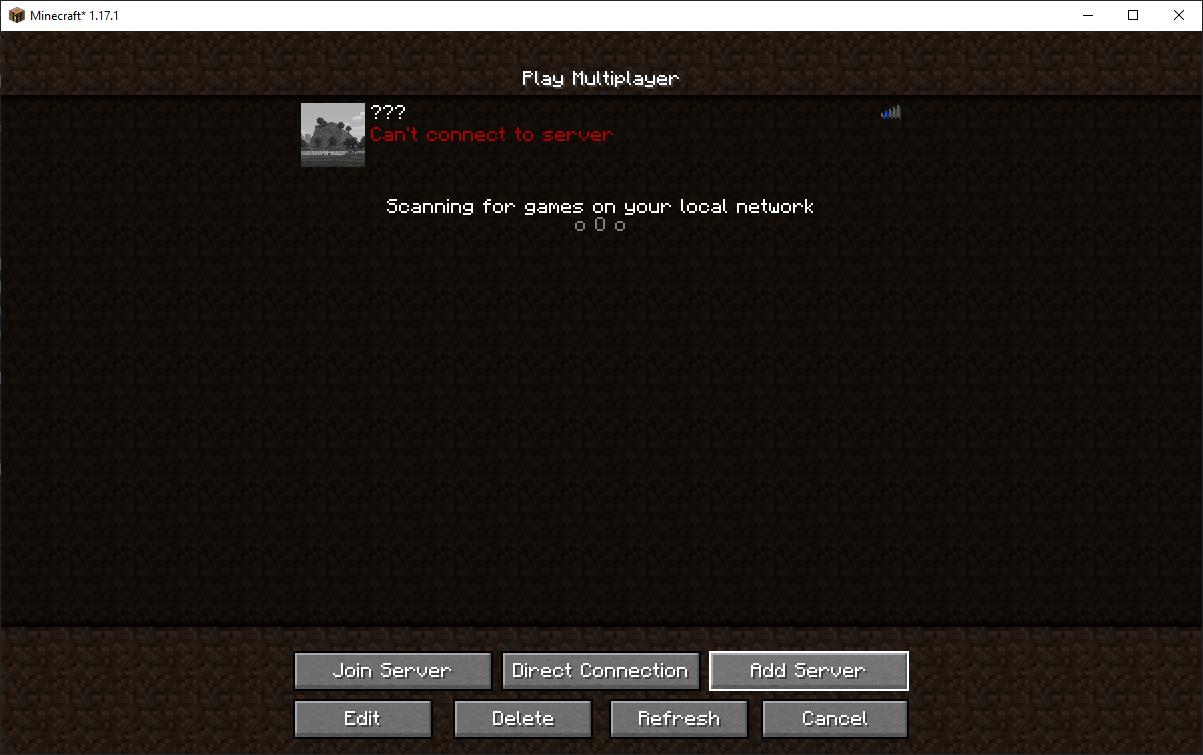 Minecraft* 1.17.1
Play Multiplayer
???
Can't connect to server
Scanning for games on your local network
o O o
Join Server
Direct Connection
Add Server
Edit
Delete
Refresh
Cancel